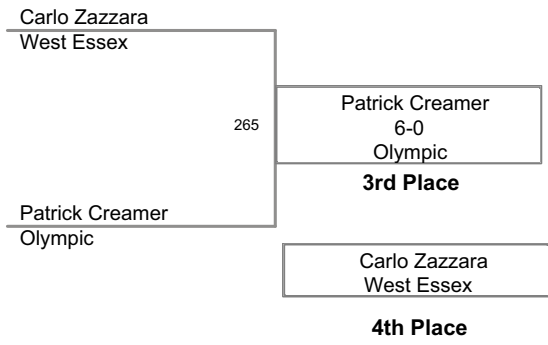 Carlo Zazzara
West Essex
265
Patrick Creamer
6-0
Olympic
3rd Place
Patrick Creamer
Olympic
Carlo Zazzara
West Essex
4th Place